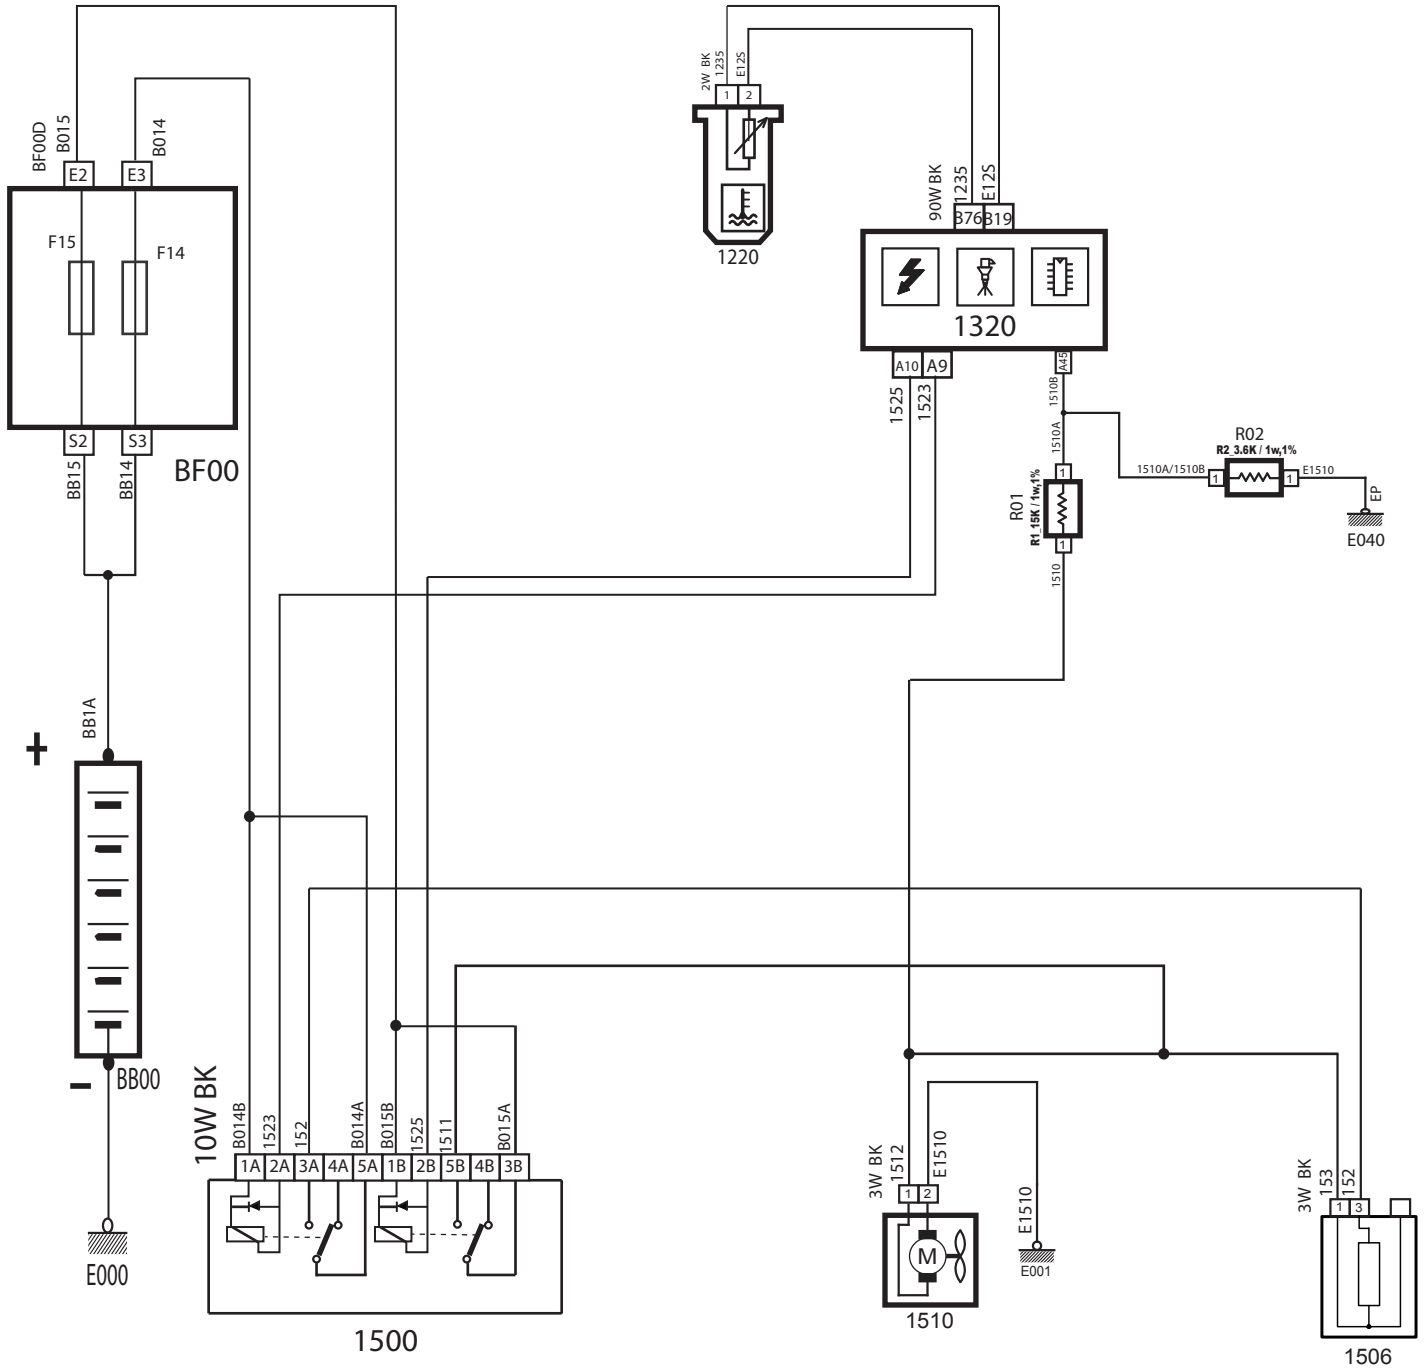 2W BK
1235
E12S
1
2
1220
BF00D
B015
B014
E2
E3
F15
F14
S2
S3
BB15
BB14
BF00
90W BK
1235
E12S
B76
B19
1320
A10
A9
A45
1525
1523
1510B
1510A
R01
R1_15K / 1w,1%
1
1
1510
R02
R2_3.6K / 1w,1%
1510A/1510B
1
1
E1510
EP
E040
BB1A
+
-
BB00
E000
10W BK
B014B
1523
152
B014A
B015B
1525
1511
B015A
1A
2A
3A
4A
5A
1B
2B
5B
4B
3B
1500
3W BK
1512
E1510
1
2
M
1510
E1510
E001
3W BK
153
152
1
3
1506